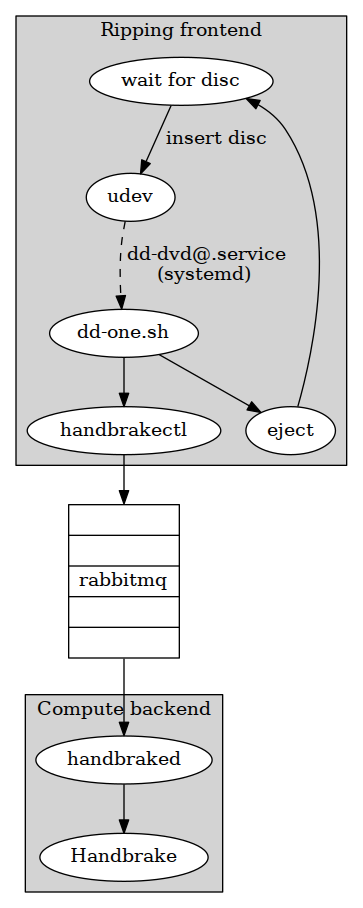 Ripping frontend
wait for disc
insert disc
udev
dd-dvd@.service
(systemd)
dd-one.sh
handbrakectl
eject
rabbitmq
Compute backend
handbraked
Handbrake